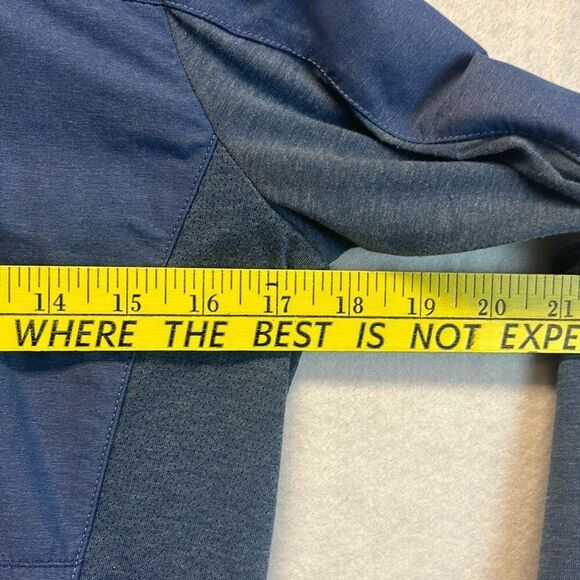 14 15 16 17 18 19 20 21
WHERE THE BEST IS NOT EXPE